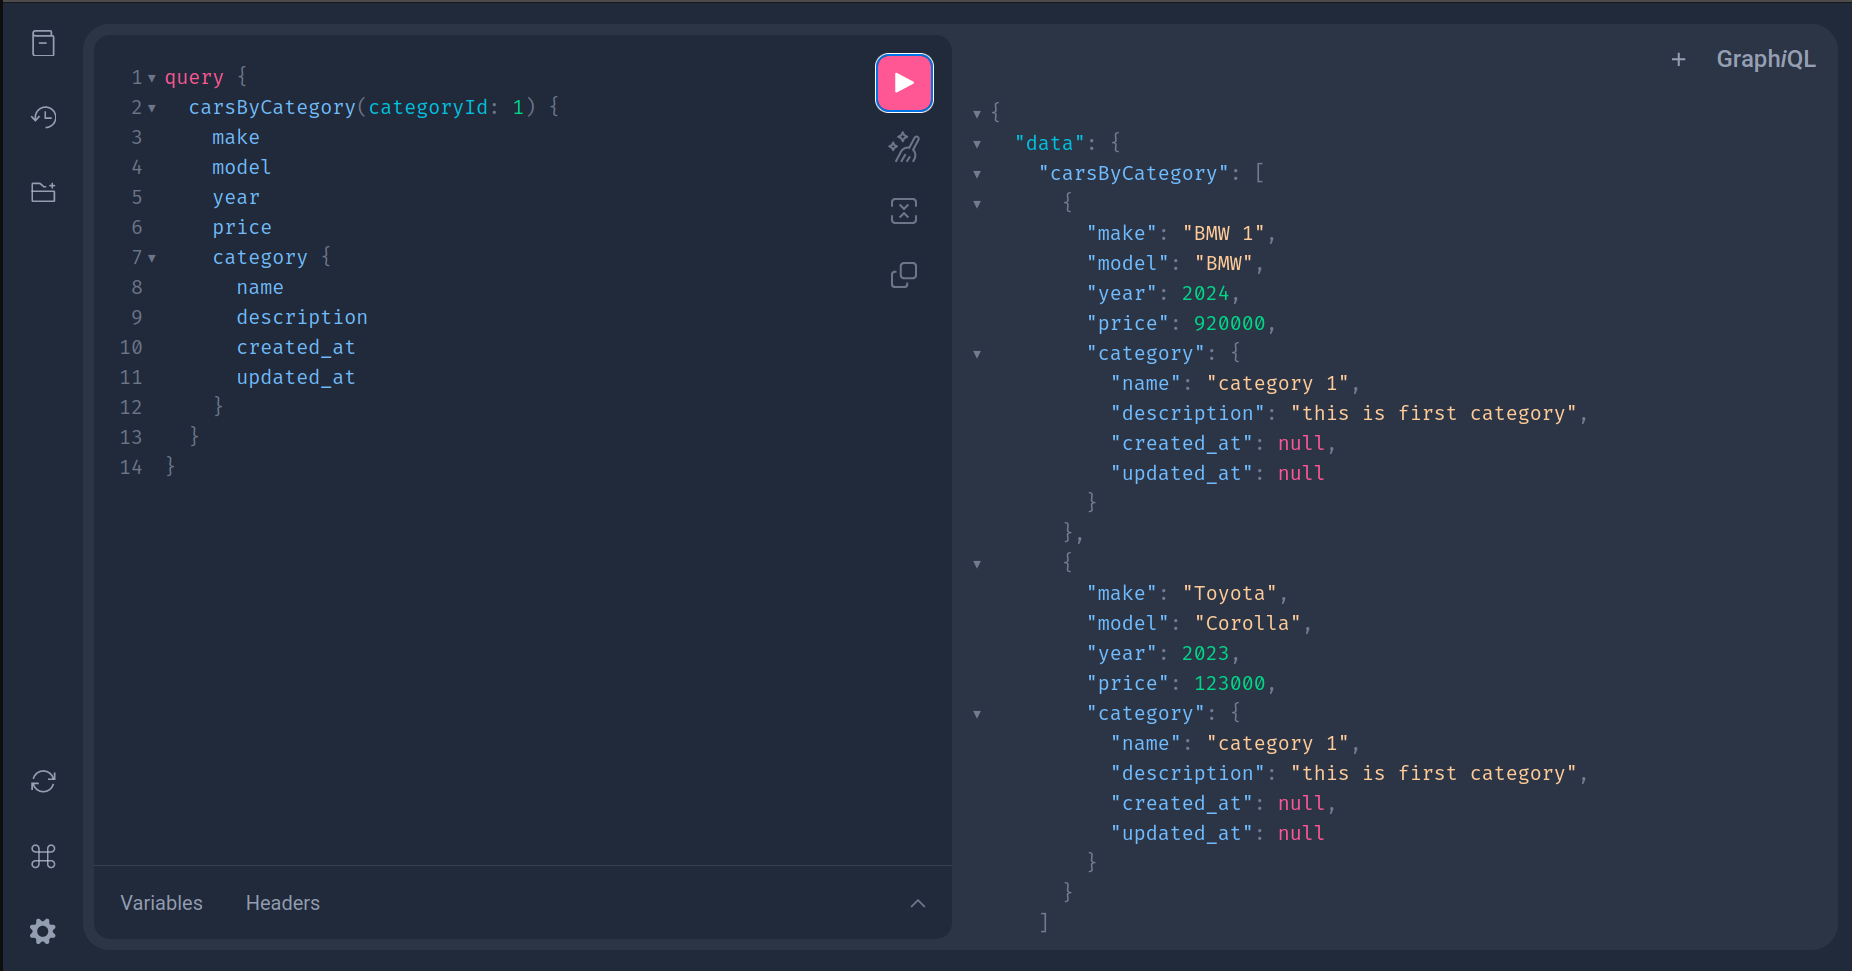 1 query {
2 carsByCategory(categoryId: 1) {
3 make
4 model
5 year
6 price
7 category {
8 name
9 description
10 created_at
11 updated_at
12 }
13 }
14 }
Variables Headers
+ GraphiQL
{
"data": {
"carsByCategory": [
{
"make": "BMW 1",
"model": "BMW",
"year": 2024,
"price": 920000,
"category": {
"name": "category 1",
"description": "this is first category",
"created_at": null,
"updated_at": null
}
},
{
"make": "Toyota",
"model": "Corolla",
"year": 2023,
"price": 123000,
"category": {
"name": "category 1",
"description": "this is first category",
"created_at": null,
"updated_at": null
}
}
]